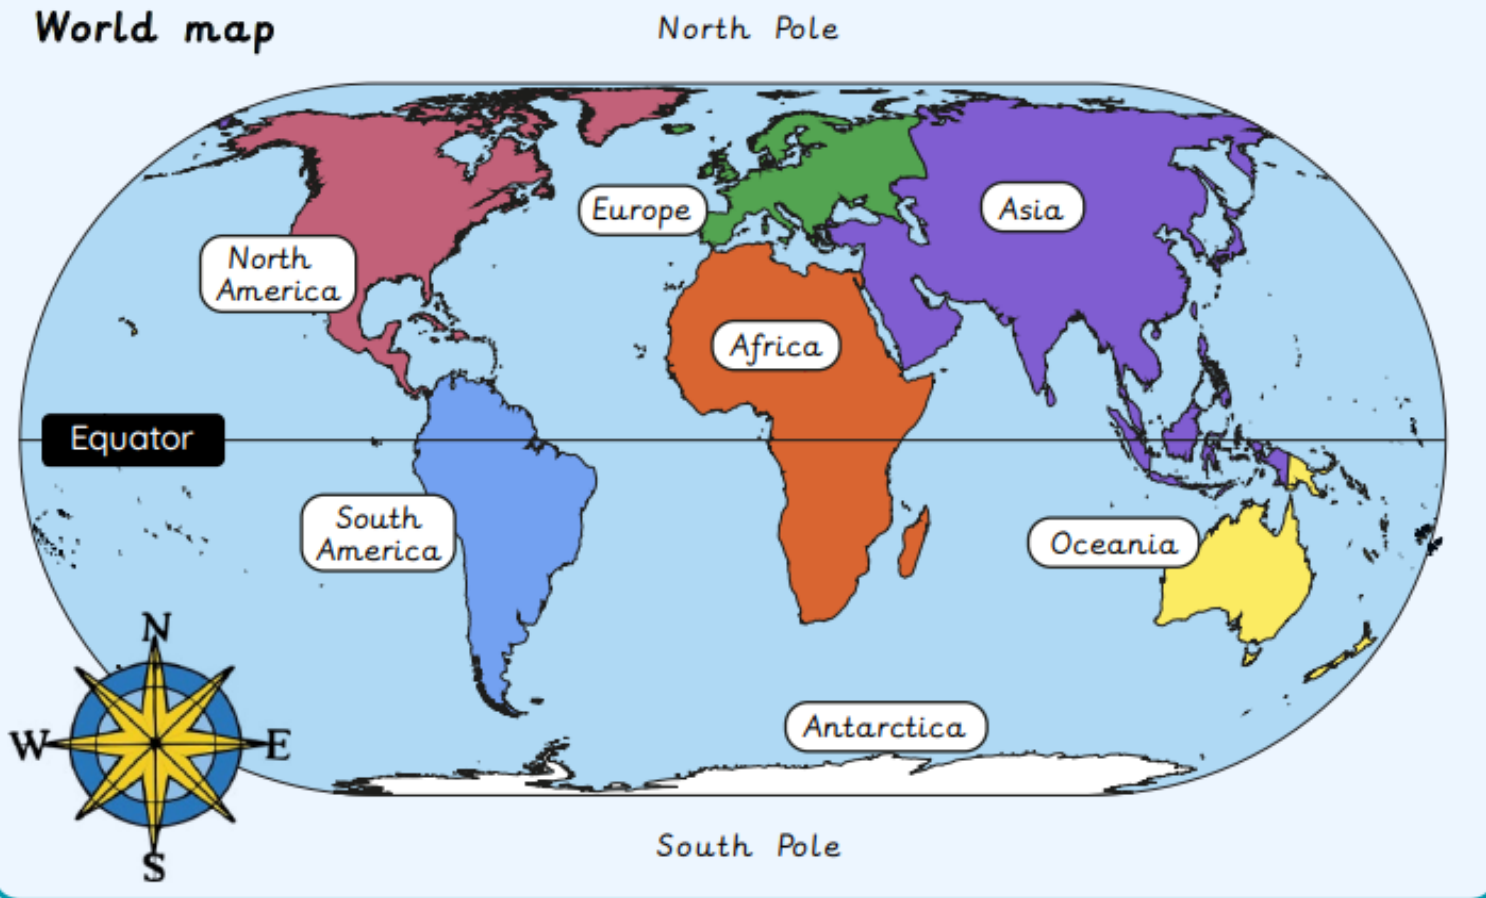 World map
North Pole
Europe
Asia
North
America
Africa
Equator
South
America
Oceania
N
W
E
S
Antarctica
South Pole